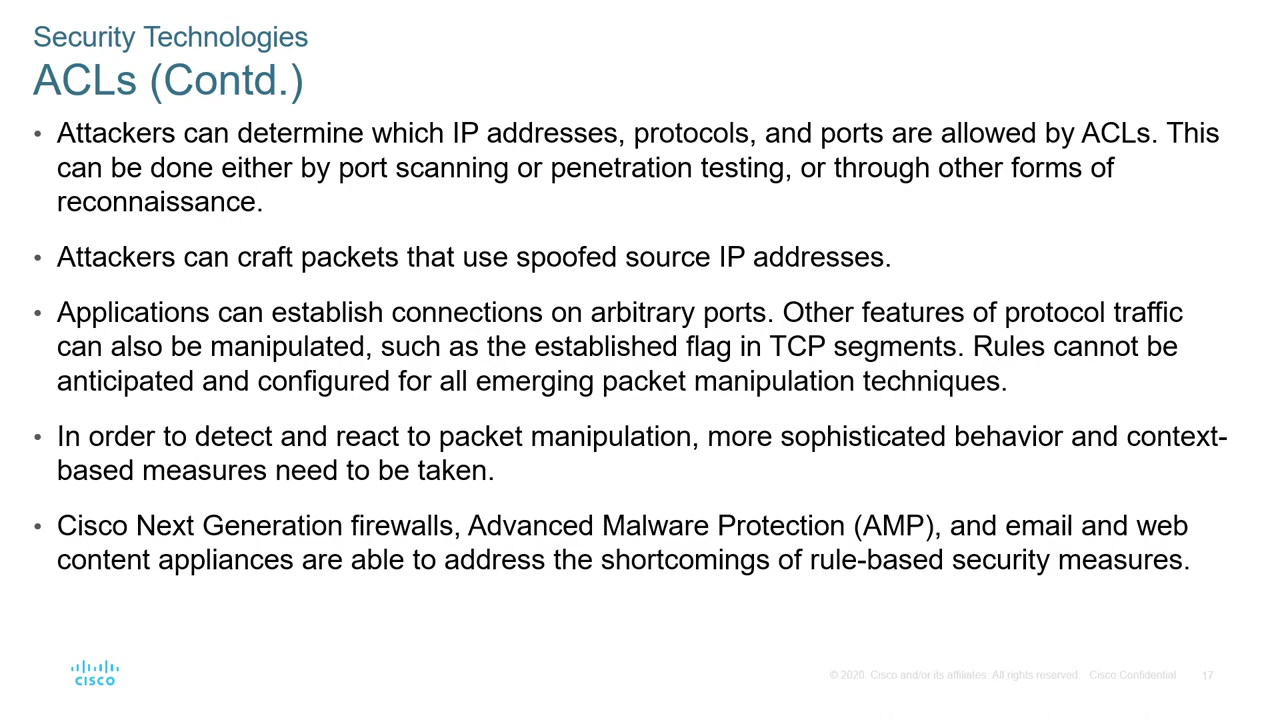 Security Technologies
ACLs (Contd.)
• Attackers can determine which IP addresses, protocols, and ports are allowed by ACLs. This
can be done either by port scanning or penetration testing, or through other forms of
reconnaissance.
• Attackers can craft packets that use spoofed source IP addresses.
• Applications can establish connections on arbitrary ports. Other features of protocol traffic
can also be manipulated, such as the established flag in TCP segments. Rules cannot be
anticipated and configured for all emerging packet manipulation techniques.
• In order to detect and react to packet manipulation, more sophisticated behavior and context-
based measures need to be taken.
• Cisco Next Generation firewalls, Advanced Malware Protection (AMP), and email and web
content appliances are able to address the shortcomings of rule-based security measures.
CISCO
© 2020 Cisco and/or its affiliates. All rights reserved. Cisco Confidential 17